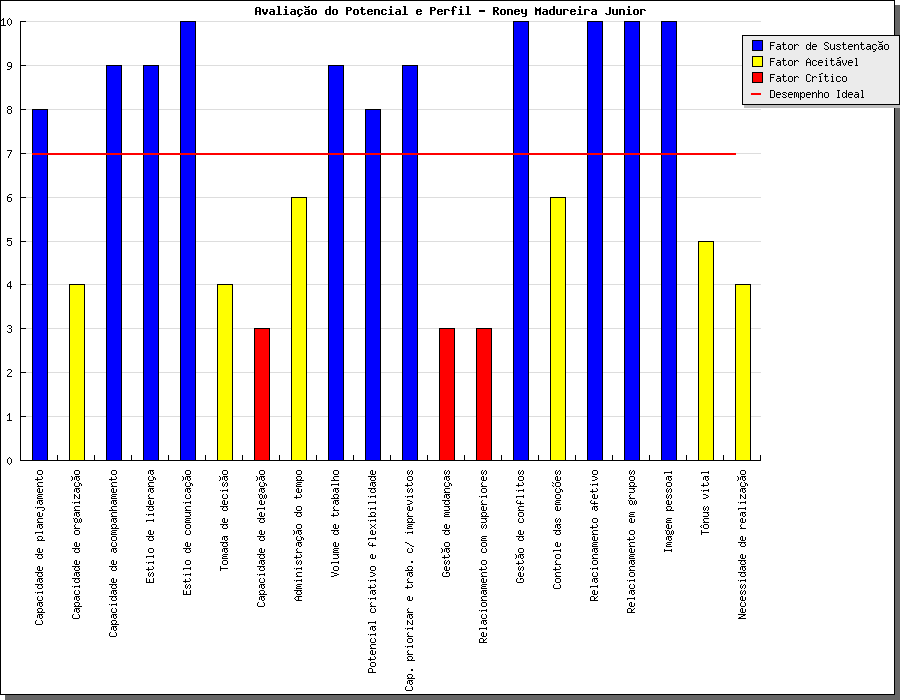 Avaliação do Potencial e Perfil - Roney Madureira Junior
Fator de Sustentação
Fator Aceitável
Fator Crítico
Desempenho Ideal
10
9
8
7
6
5
4
3
2
1
0
Capacidade de planejamento
Capacidade de organização
Capacidade de acompanhamento
Estilo de liderança
Estilo de comunicação
Tomada de decisão
Capacidade de delegação
Administração do tempo
Volume de trabalho
Potencial criativo e flexibilidade
Cap. priorizar e trab. c/ imprevistos
Gestão de mudanças
Relacionamento com superiores
Gestão de conflitos
Controle das emoções
Relacionamento afetivo
Relacionamento em grupos
Imagem pessoal
Tônus vital
Necessidade de realização